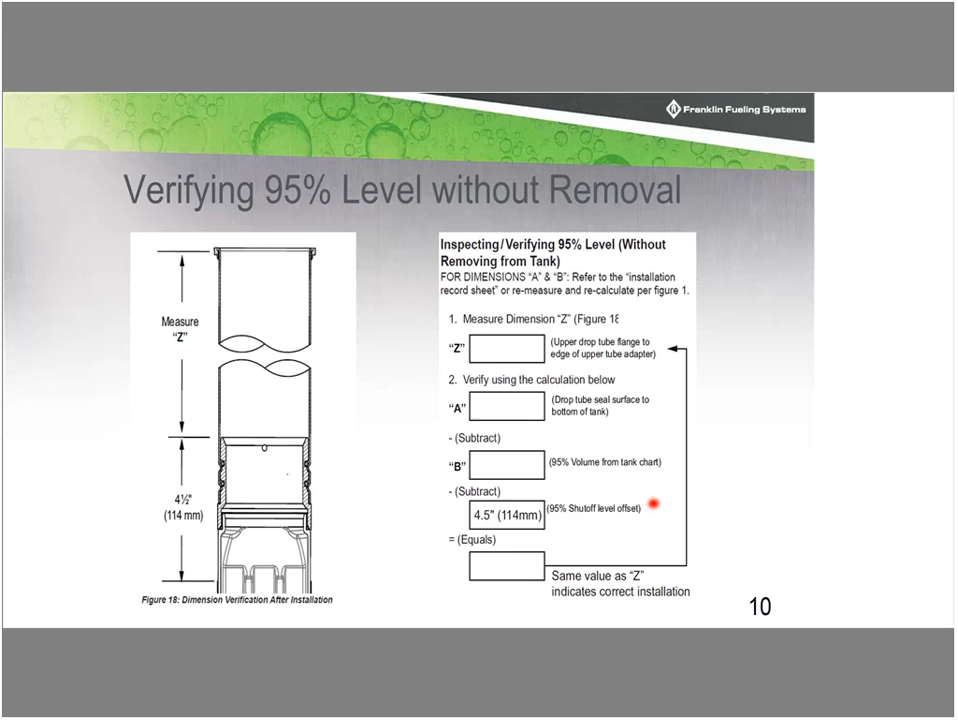 Franklin Fueling Systems
Verifying 95% Level without Removal
Measure
"Z"
4½"
(114 mm)
Figure 18: Dimension Verification After Installation
Inspecting/Verifying 95% Level (Without
Removing from Tank)
FOR DIMENSIONS "A" & "B": Refer to the "installation
record sheet" or re-measure and re-calculate per figure 1.
1. Measure Dimension "Z" (Figure 18
"Z"
(Upper drop tube flange to
edge of upper tube adapter)
2. Verify using the calculation below
"A"
(Drop tube seal surface to
bottom of tank)
- (Subtract)
"B"
(95% Volume from tank chart)
- (Subtract)
4.5" (114mm)
(95% Shutoff level offset)
= (Equals)
Same value as "Z"
indicates correct installation
10